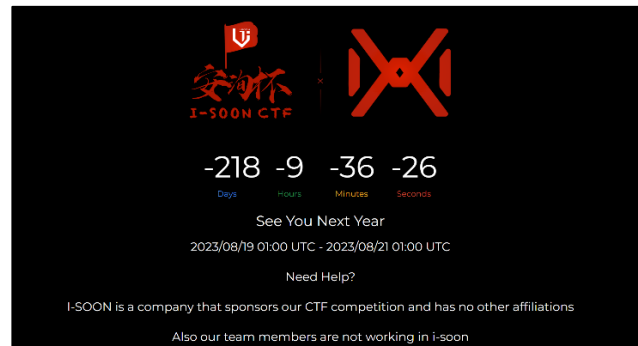 安洵杯
I-SOON CTF
×
-218 -9 -36 -26
Days Hours Minutes Seconds
See You Next Year
2023/08/19 01:00 UTC - 2023/08/21 01:00 UTC
Need Help?
I-SOON is a company that sponsors our CTF competition and has no other affiliations
Also our team members are not working in i-soon